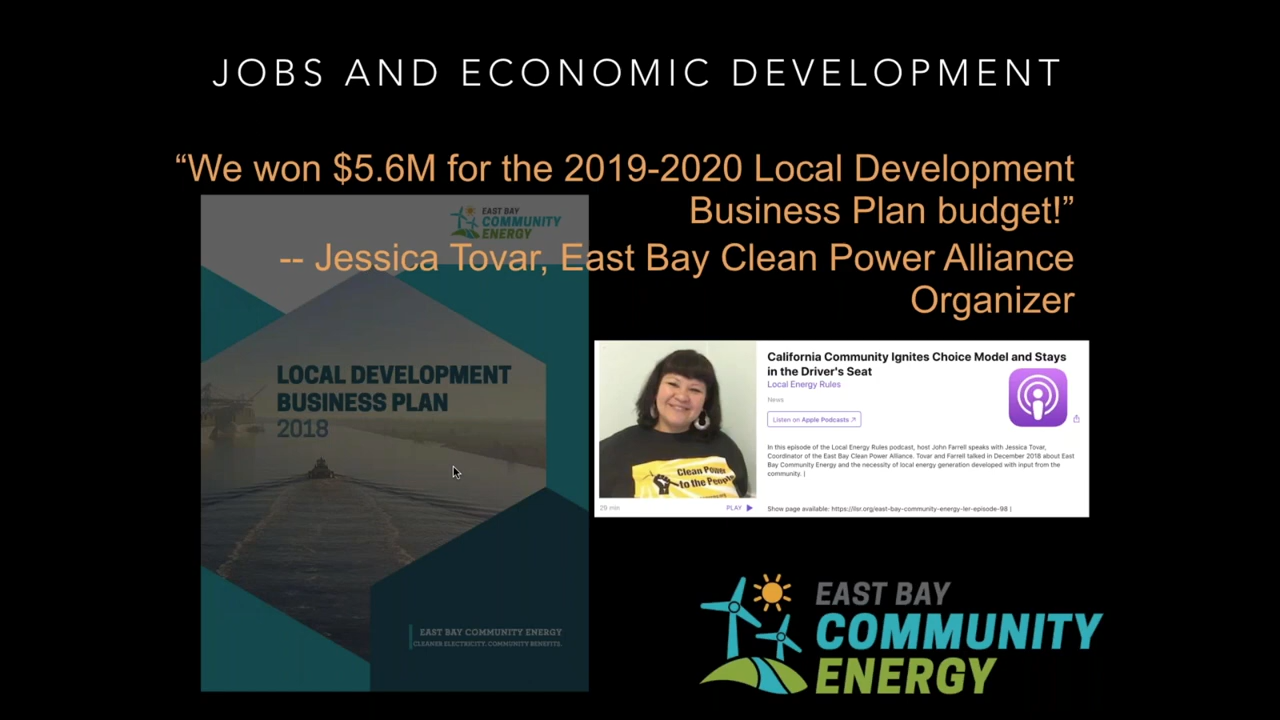 JOBS AND ECONOMIC DEVELOPMENT
“We won $5.6M for the 2019-2020 Local Development
Business Plan budget!”
-- Jessica Tovar, East Bay Clean Power Alliance
Organizer
EAST BAY
COMMUNITY
ENERGY
LOCAL DEVELOPMENT
BUSINESS PLAN
2018
EAST BAY COMMUNITY ENERGY
CLEANER ELECTRICITY. COMMUNITY BENEFITS.
California Community Ignites Choice Model and Stays
in the Driver's Seat
Local Energy Rules
News
Listen on Apple Podcasts ↗
In this episode of the Local Energy Rules podcast, host John Farrell speaks with Jessica Tovar,
Coordinator of the East Bay Clean Power Alliance. Tovar and Farrell talked in December 2018 about East
Bay Community Energy and the necessity of local energy generation developed with input from the
community. |
Clean Power
to the People
29 min
PLAY
Show page available: https://ilsr.org/east-bay-community-energy-ler-episode-98 |
EAST BAY
COMMUNITY
ENERGY